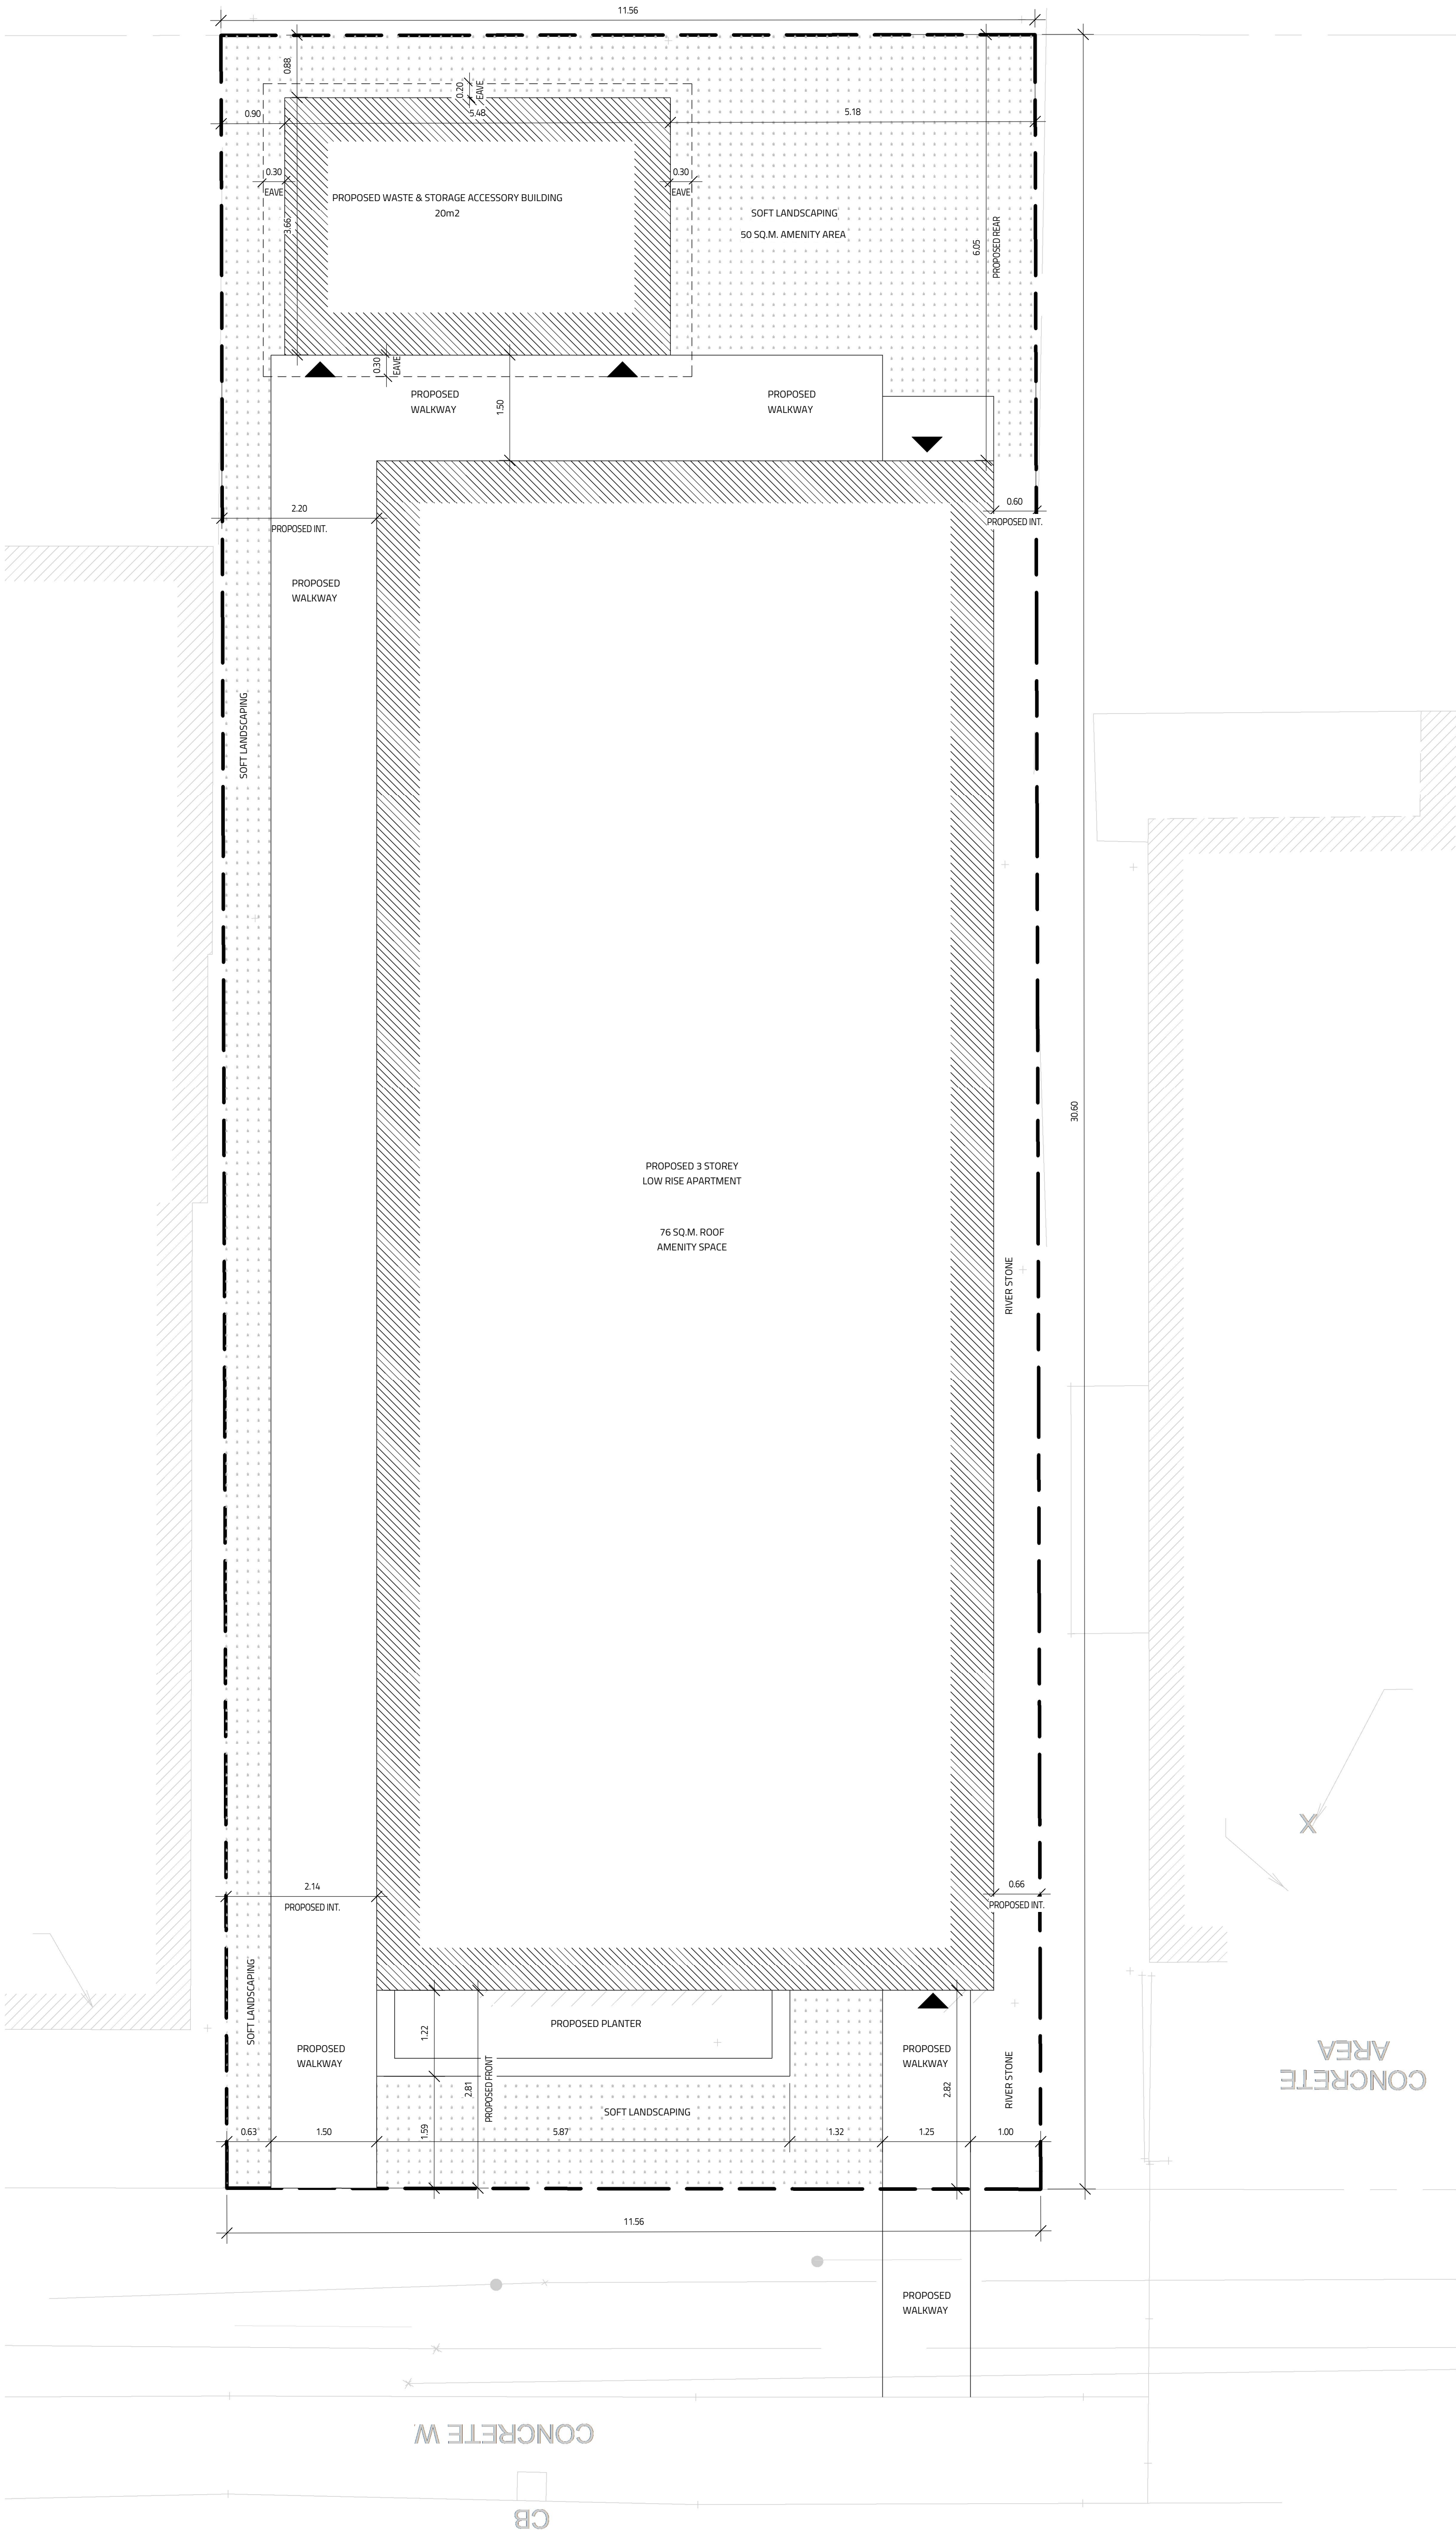 11.56
0.88
0.20
EAVE
0.90
5.48
5.18
0.30
EAVE
0.30
EAVE
3.66
PROPOSED WASTE & STORAGE ACCESSORY BUILDING
20m2
SOFT LANDSCAPING
50 SQ.M. AMENITY AREA
6.05
PROPOSED REAR
0.30
EAVE
PROPOSED
WALKWAY
1.50
PROPOSED
WALKWAY
2.20
PROPOSED INT.
0.60
PROPOSED INT.
PROPOSED
WALKWAY
SOFT LANDSCAPING
30.60
PROPOSED 3 STOREY
LOW RISE APARTMENT
76 SQ.M. ROOF
AMENITY SPACE
RIVER STONE
X
2.14
PROPOSED INT.
0.66
PROPOSED INT.
SOFT LANDSCAPING
PROPOSED
WALKWAY
1.22
PROPOSED PLANTER
2.81
PROPOSED FRONT
PROPOSED
WALKWAY
2.82
RIVER STONE
CONCRETE
AREA
SOFT LANDSCAPING
0.63
1.50
1.59
5.87
1.32
1.25
1.00
11.56
PROPOSED
WALKWAY
CONCRETE W.
CB